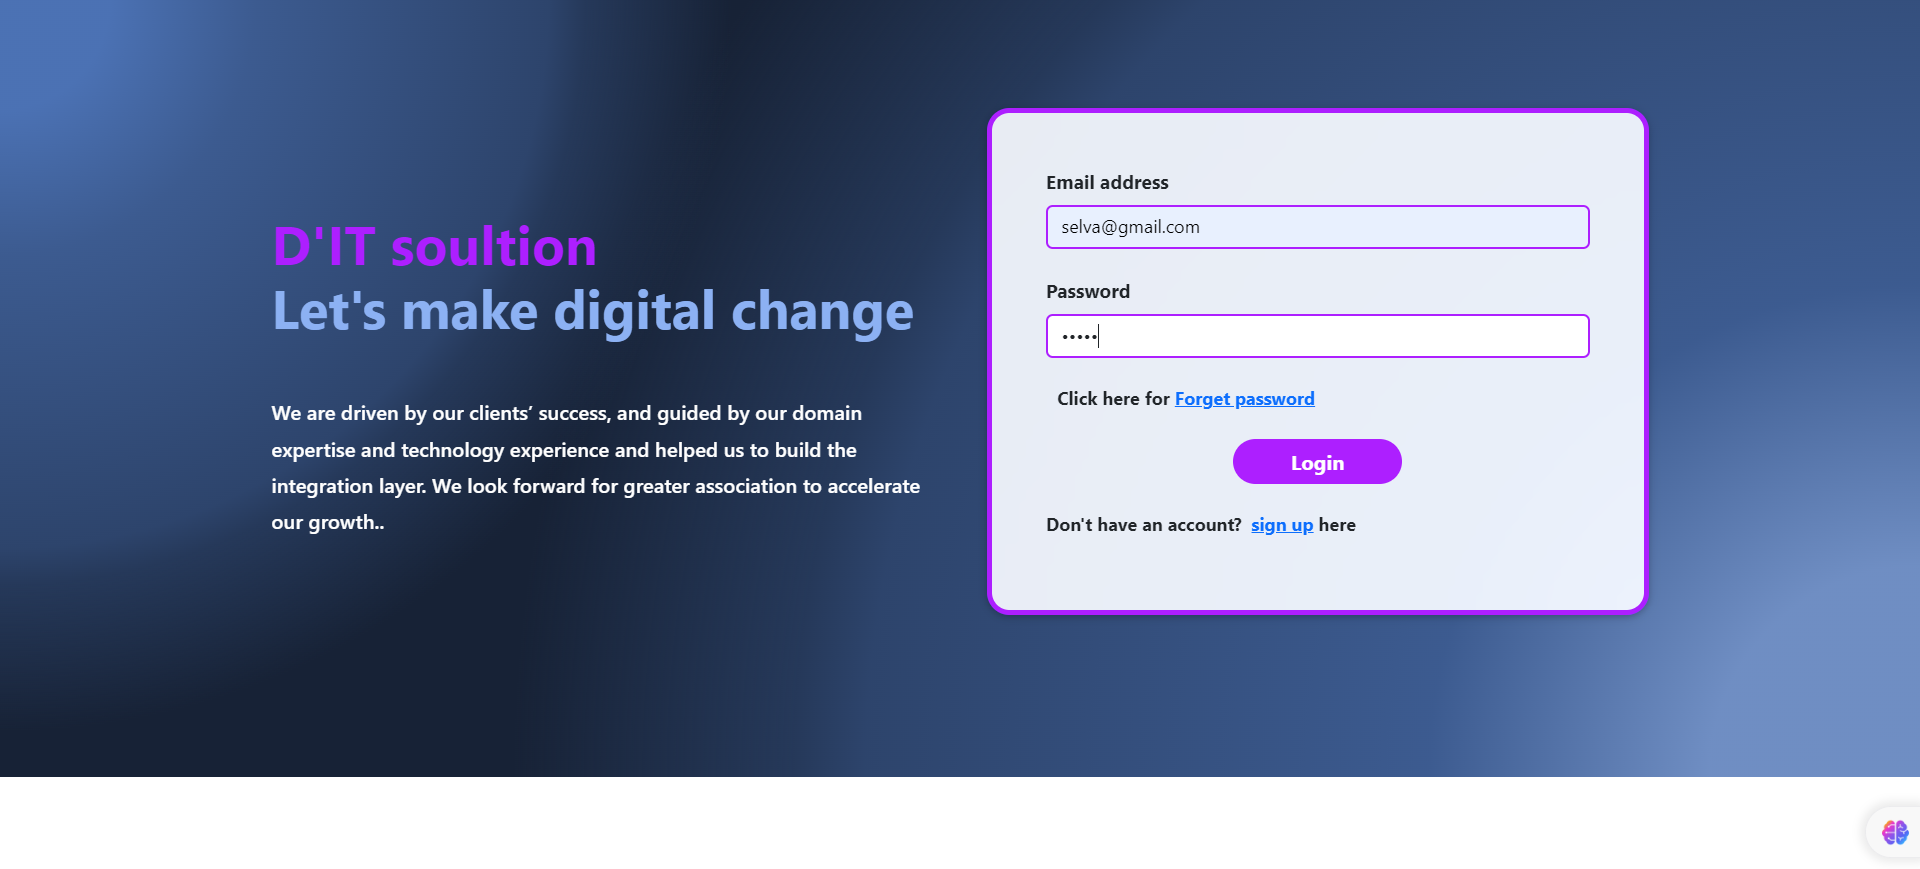 D'IT soultion
Let's make digital change
We are driven by our clients’ success, and guided by our domain
expertise and technology experience and helped us to build the
integration layer. We look forward for greater association to accelerate
our growth..
Email address
selva@gmail.com
Password
•••••
Click here for Forget password
Login
Don't have an account? sign up here